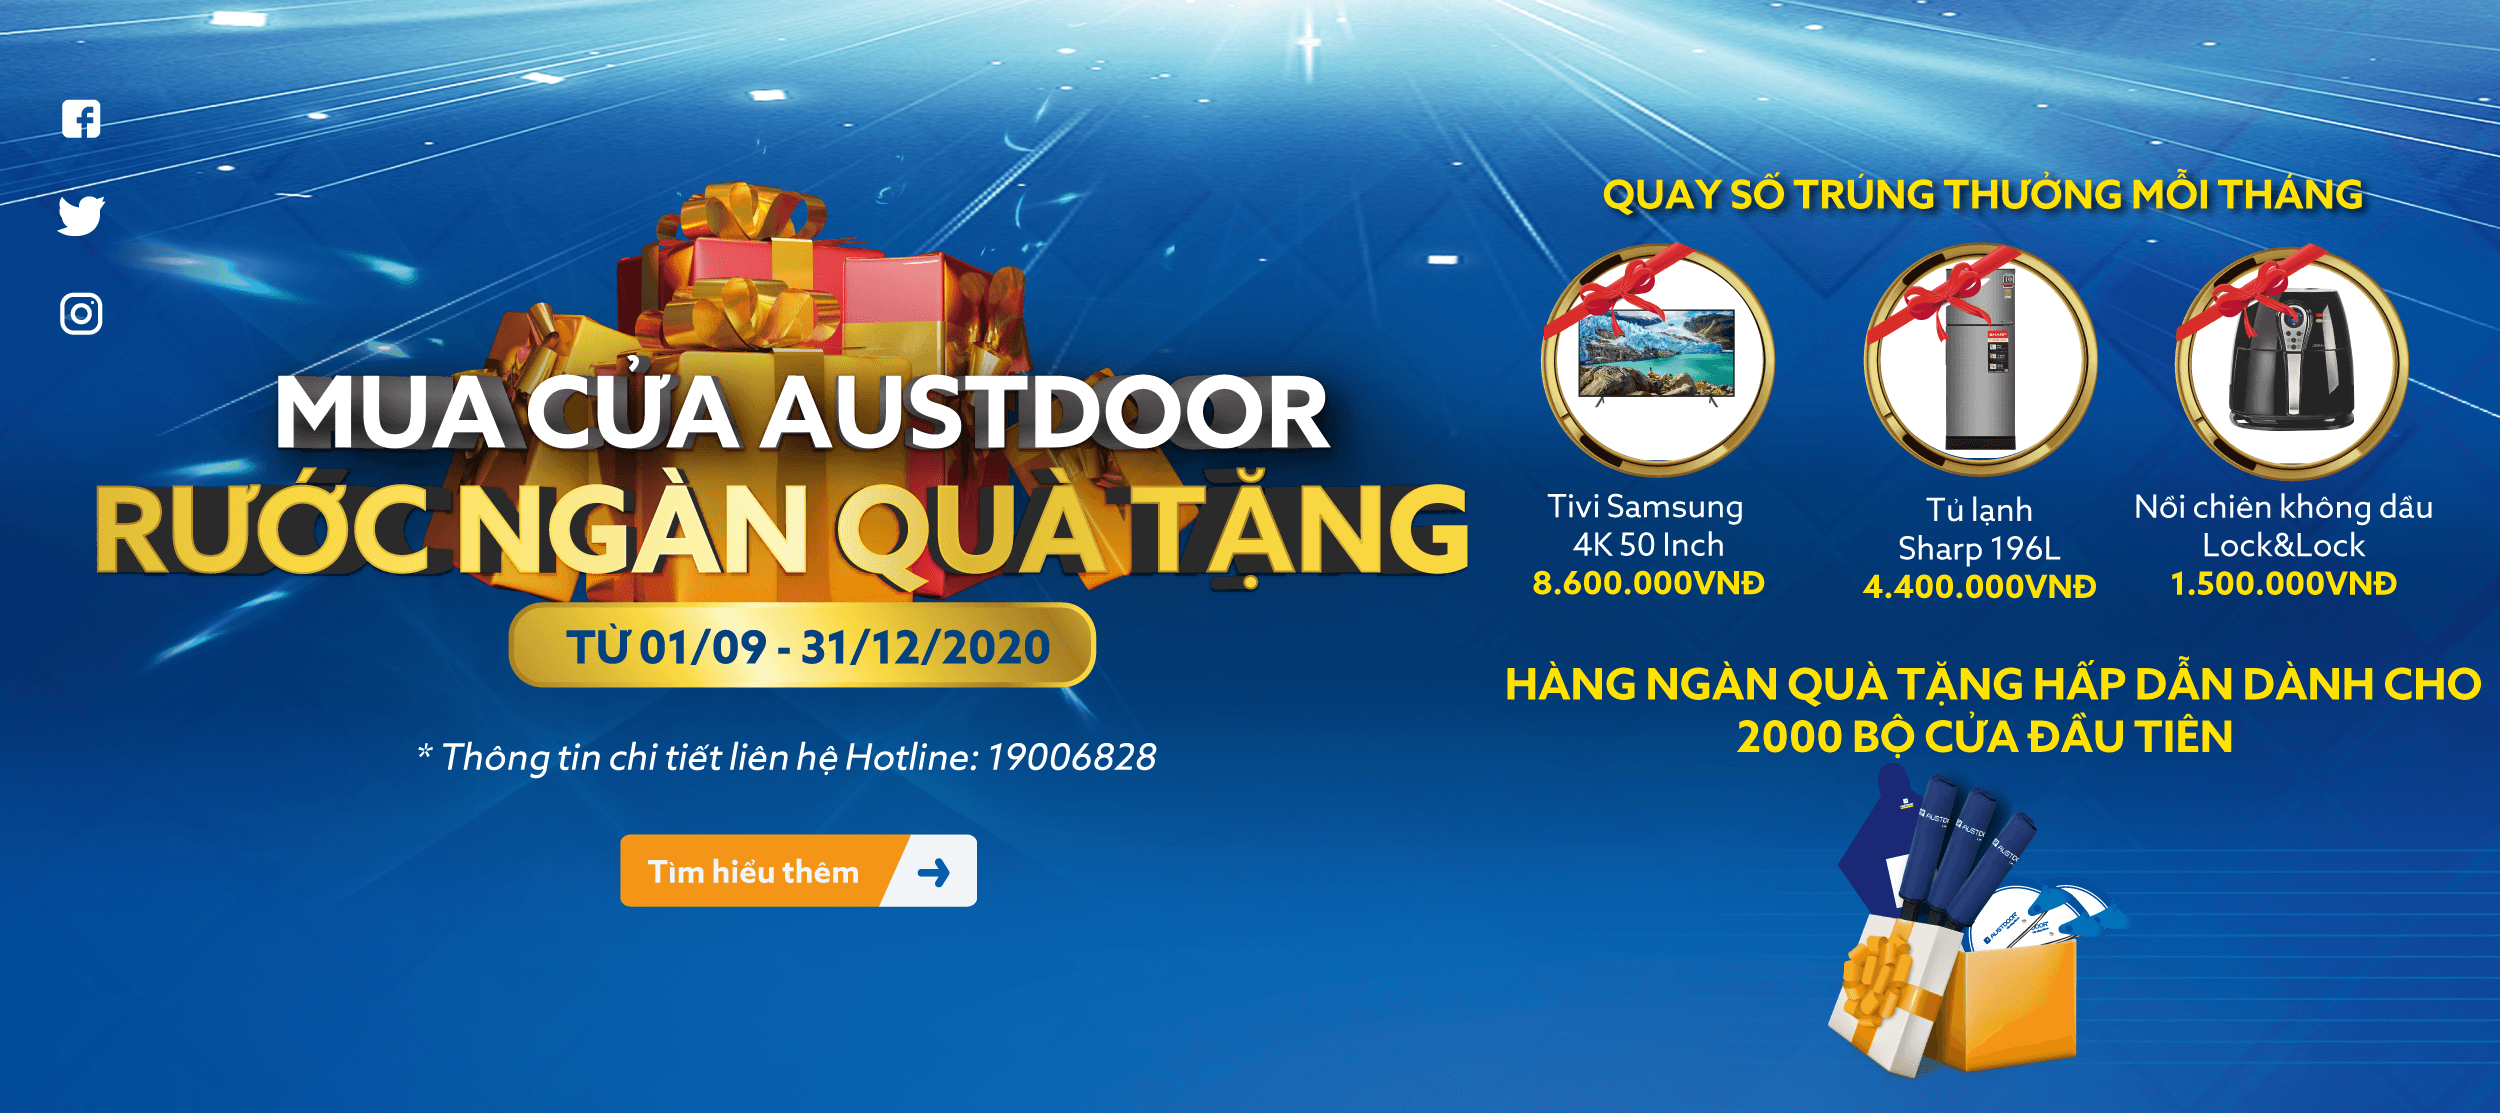 MUA CỬA AUSTDOOR
RƯỚC NGÀN QUÀ TẶNG
TỪ 01/09 - 31/12/2020
* Thông tin chi tiết liên hệ Hotline: 19006828
Tìm hiểu thêm
QUAY SỐ TRÚNG THƯỞNG MỖI THÁNG
SHARP
Tivi Samsung
4K 50 Inch
8.600.000VNĐ
Tủ lạnh
Sharp 196L
4.400.000VNĐ
Nồi chiên không dầu
Lock&Lock
1.500.000VNĐ
HÀNG NGÀN QUÀ TẶNG HẤP DẪN DÀNH CHO
2000 BỘ CỬA ĐẦU TIÊN
AUSTDOOR